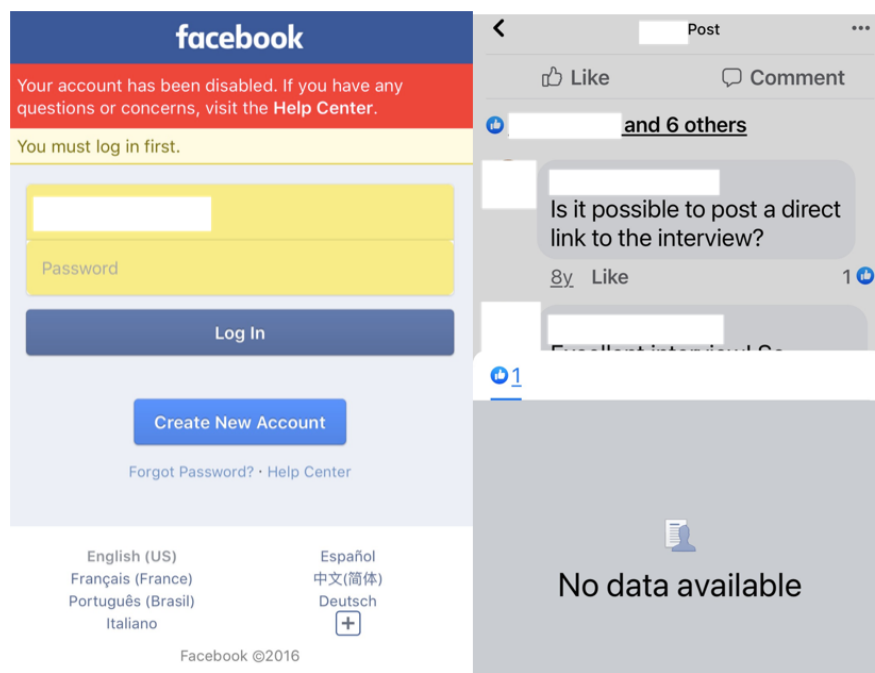 facebook
Your account has been disabled. If you have any
questions or concerns, visit the Help Center.
You must log in first.
Password
Log In
Create New Account
Forgot Password? · Help Center
English (US)
Español
Français (France)
中文(简体)
Português (Brasil)
Deutsch
Italiano
+
Facebook ©2016
Post
Like
Comment
and 6 others
Is it possible to post a direct
link to the interview?
8y Like 1
Excellent interview! So
1
No data available